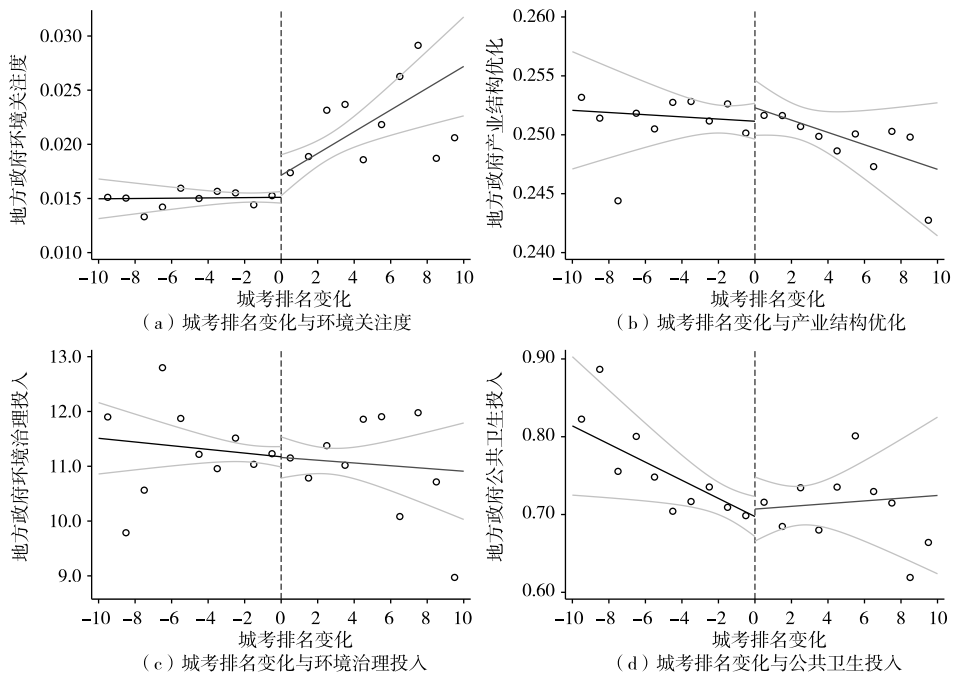 地方政府环境关注度
0.030
0.025
0.020
0.015
0.010
−10 −8 −6 −4 −2 0 2 4 6 8 10
城考排名变化
（a）城考排名变化与环境关注度
地方政府产业结构优化
0.260
0.255
0.250
0.245
0.240
−10 −8 −6 −4 −2 0 2 4 6 8 10
城考排名变化
（b）城考排名变化与产业结构优化
地方政府环境治理投入
13.0
12.0
11.0
10.0
9.0
−10 −8 −6 −4 −2 0 2 4 6 8 10
城考排名变化
（c）城考排名变化与环境治理投入
地方政府公共卫生投入
0.90
0.80
0.70
0.60
−10 −8 −6 −4 −2 0 2 4 6 8 10
城考排名变化
（d）城考排名变化与公共卫生投入